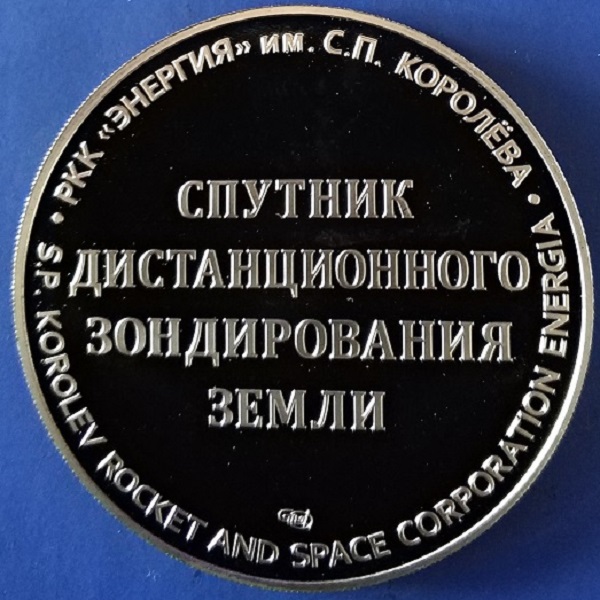 • РКК «ЭНЕРГИЯ» им. С.П. КОРОЛЁВА •
СПУТНИК
ДИСТАНЦИОННОГО
ЗОНДИРОВАНИЯ
ЗЕМЛИ
S.P. KOROLEV ROCKET AND SPACE CORPORATION ENERGIA